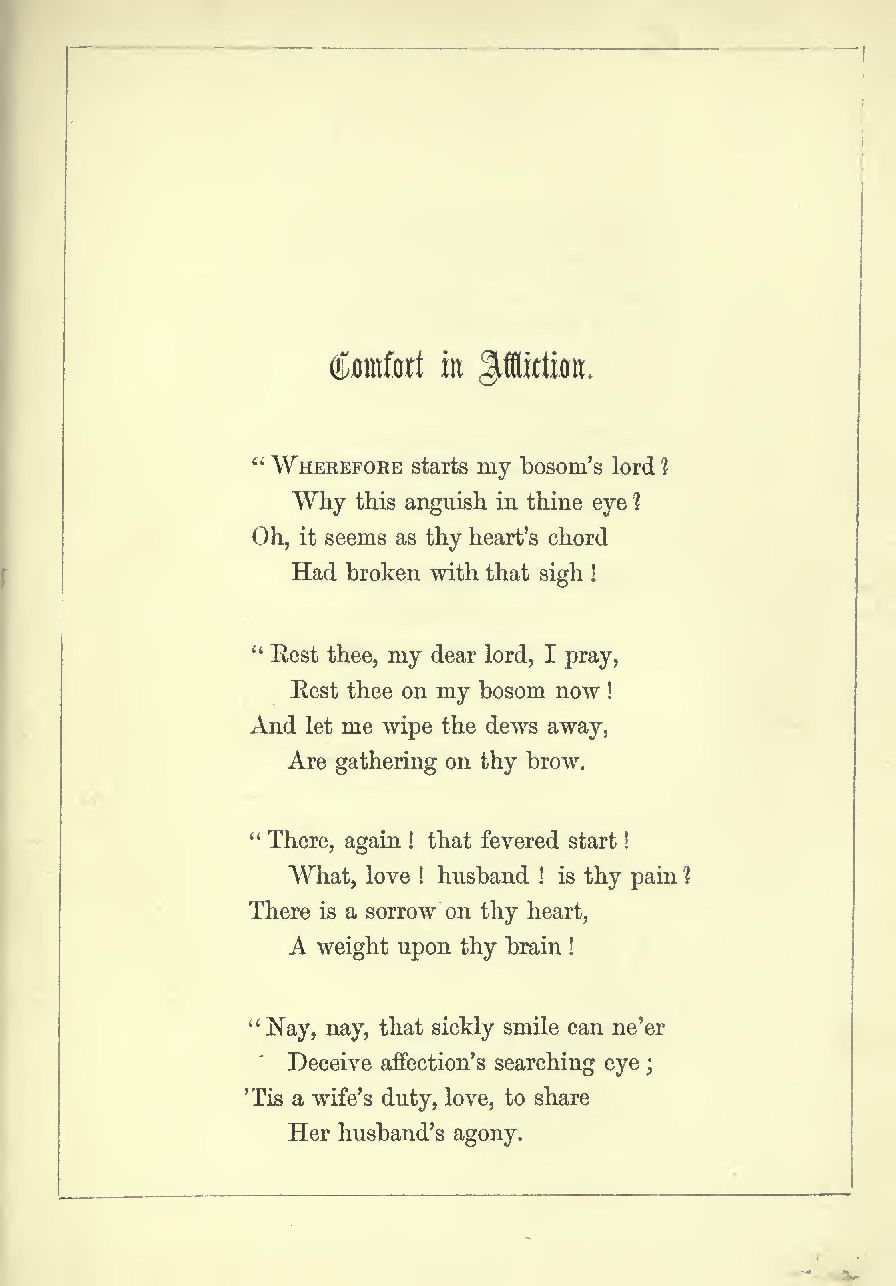 Comfort in Affliction.
“ WHEREFORE starts my bosom’s lord ?
Why this anguish in thine eye ?
Oh, it seems as thy heart’s chord
Had broken with that sigh !
“ Rest thee, my dear lord, I pray,
Rest thee on my bosom now !
And let me wipe the dews away,
Are gathering on thy brow.
“ There, again ! that fevered start !
What, love ! husband ! is thy pain ?
There is a sorrow on thy heart,
A weight upon thy brain !
“ Nay, nay, that sickly smile can ne’er
Deceive affection’s searching eye ;
’Tis a wife’s duty, love, to share
Her husband’s agony.